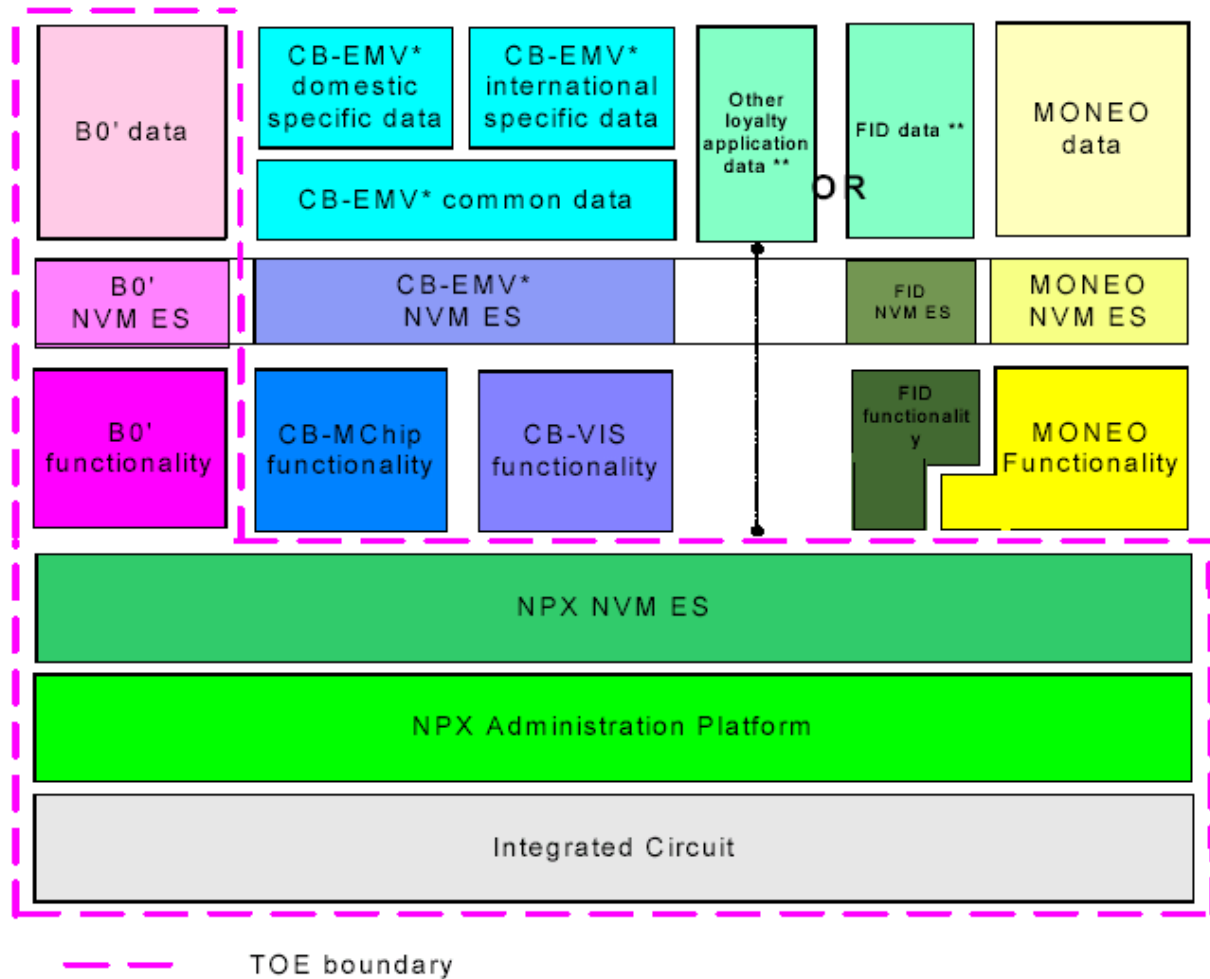 B0' data
CB-EMV*
domestic
specific data
CB-EMV*
international
specific data
CB-EMV* common data
Other
loyalty
application
data **
OR
FID data **
MONEO
data
B0'
NVM ES
CB-EMV*
NVM ES
FID
NVM ES
MONEO
NVM ES
B0'
functionality
CB-MChip
functionality
CB-VIS
functionality
FID
functionalit
y
MONEO
Functionality
NPX NVM ES
NPX Administration Platform
Integrated Circuit
TOE boundary